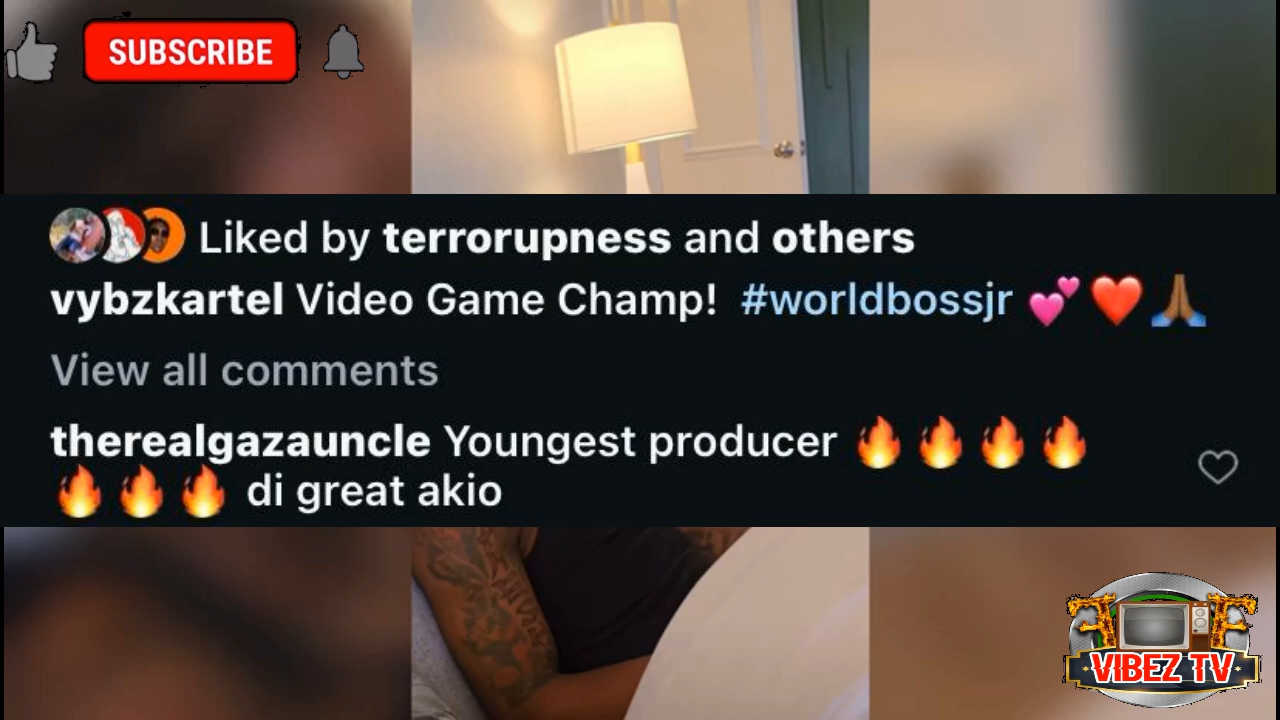 SUBSCRIBE
Liked by terrorupness and others
vybzkartel Video Game Champ! #worldbossjr 💕❤️🙏🏾
View all comments
therealgazauncle Youngest producer 🔥🔥🔥🔥
🔥🔥🔥 di great akio
FF
VIBEZ TV